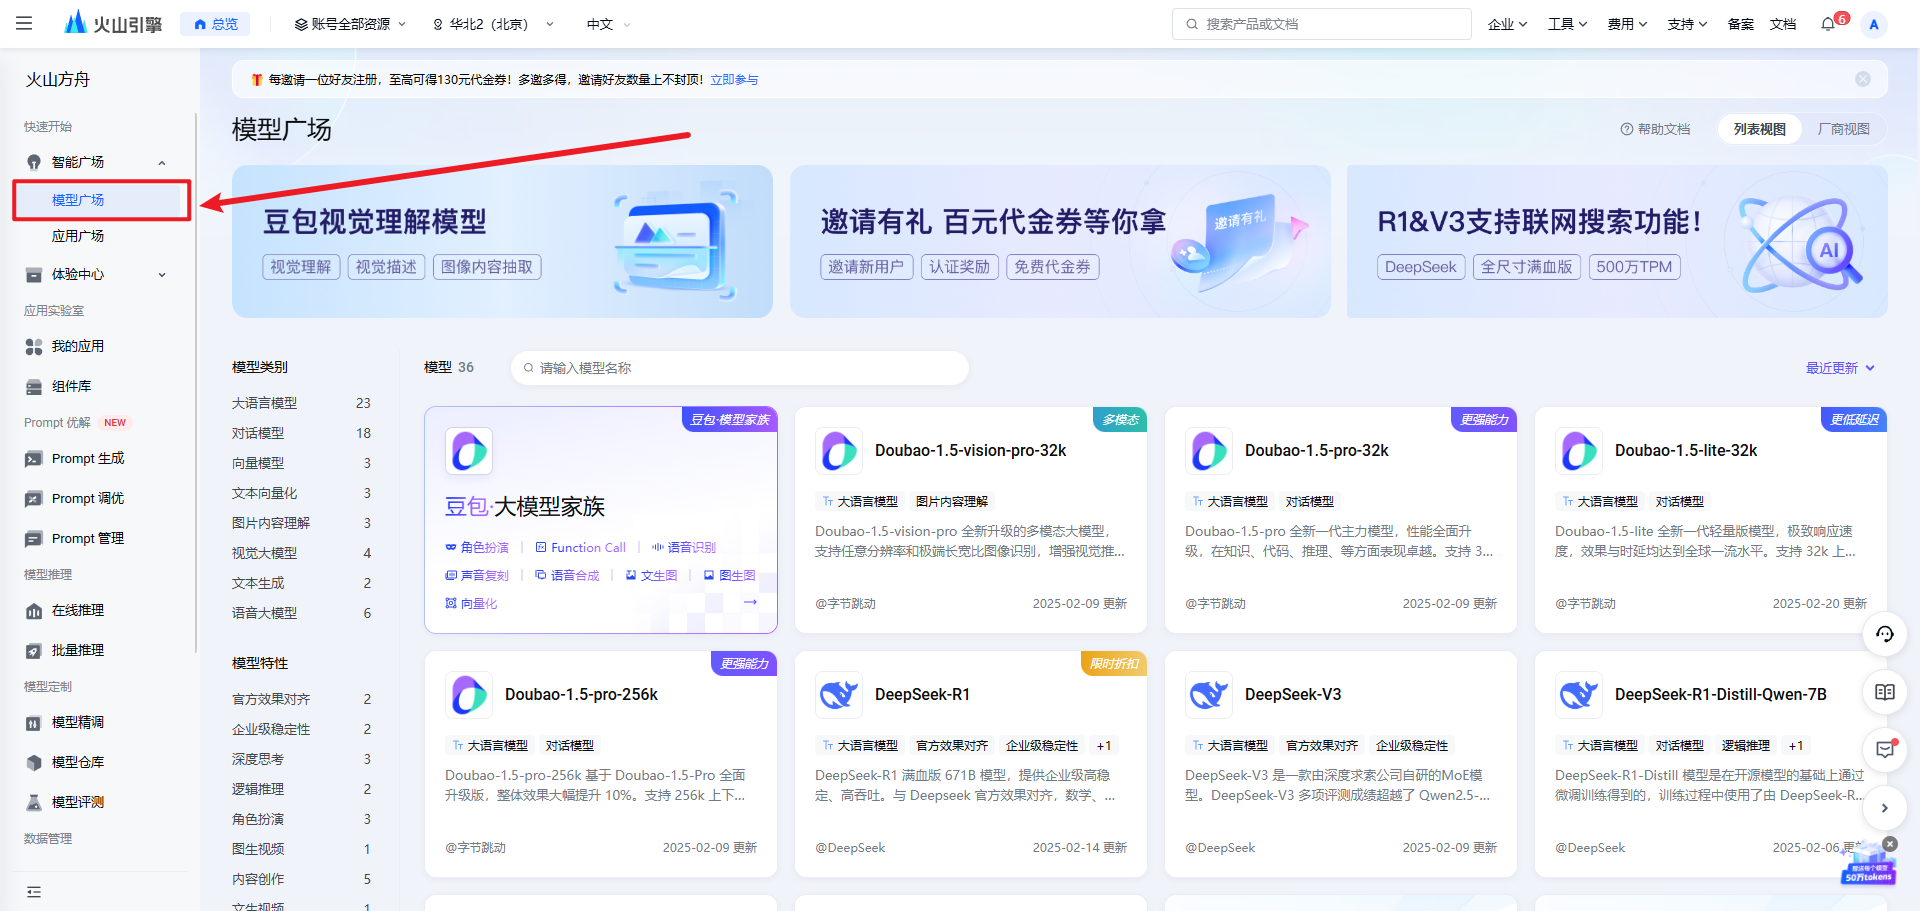 火山引擎
总览
账号全部资源
华北2（北京）
中文
搜索产品或文档
企业
工具
费用
支持
备案
文档
6
A
火山方舟
快速开始
智能广场
模型广场
应用广场
体验中心
应用实验室
我的应用
组件库
Prompt 优解 NEW
Prompt 生成
Prompt 调优
Prompt 管理
模型推理
在线推理
批量推理
模型定制
模型精调
模型仓库
模型评测
数据管理
每邀请一位好友注册，至高可得130元代金券！多邀多得，邀请好友数量上不封顶！ 立即参与
模型广场
帮助文档
列表视图
厂商视图
豆包视觉理解模型
视觉理解 视觉描述 图像内容抽取
邀请有礼 百元代金券等你拿
邀请新用户 认证奖励 免费代金券
邀请有礼
R1&V3支持联网搜索功能！
DeepSeek 全尺寸满血版 500万TPM
AI
模型类别
大语言模型 23
对话模型 18
向量模型 3
文本向量化 3
图片内容理解 3
视觉大模型 4
文本生成 2
语音大模型 6
模型特性
官方效果对齐 2
企业级稳定性 2
深度思考 3
逻辑推理 2
角色扮演 3
图生视频 1
内容创作 5
文生视频 1
模型 36
请输入模型名称
最近更新
豆包·模型家族
豆包·大模型家族
角色扮演 Function Call 语音识别
声音复刻 语音合成 文生图 图生图
向量化
多模态
Doubao-1.5-vision-pro-32k
大语言模型 图片内容理解
Doubao-1.5-vision-pro 全新升级的多模态大模型，
支持任意分辨率和极端长宽比图像识别，增强视觉推...
@字节跳动 2025-02-09 更新
更强能力
Doubao-1.5-pro-32k
大语言模型 对话模型
Doubao-1.5-pro 全新一代主力模型，性能全面升
级，在知识、代码、推理、等方面表现卓越。支持 3...
@字节跳动 2025-02-09 更新
更低延迟
Doubao-1.5-lite-32k
大语言模型 对话模型
Doubao-1.5-lite 全新一代轻量版模型，极致响应速
度，效果与时延均达到全球一流水平。支持 32k 上...
@字节跳动 2025-02-20 更新
更强能力
Doubao-1.5-pro-256k
大语言模型 对话模型
Doubao-1.5-pro-256k 基于 Doubao-1.5-Pro 全面
升级版，整体效果大幅提升 10%。支持 256k 上下...
@字节跳动 2025-02-09 更新
限时折扣
DeepSeek-R1
大语言模型 官方效果对齐 企业级稳定性 +1
DeepSeek-R1 满血版 671B 模型，提供企业级高稳
定、高吞吐。与 Deepseek 官方效果对齐，数学、...
@DeepSeek 2025-02-14 更新
DeepSeek-V3
大语言模型 官方效果对齐 企业级稳定性
DeepSeek-V3 是一款由深度求索公司自研的MoE模
型。DeepSeek-V3 多项评测成绩超越了 Qwen2.5-...
@DeepSeek 2025-02-09 更新
DeepSeek-R1-Distill-Qwen-7B
大语言模型 对话模型 逻辑推理 +1
DeepSeek-R1-Distill 模型是在开源模型的基础上通过
微调训练得到的，训练过程中使用了由 DeepSeek-R...
@DeepSeek 2025-02-06 更新
50万tokens